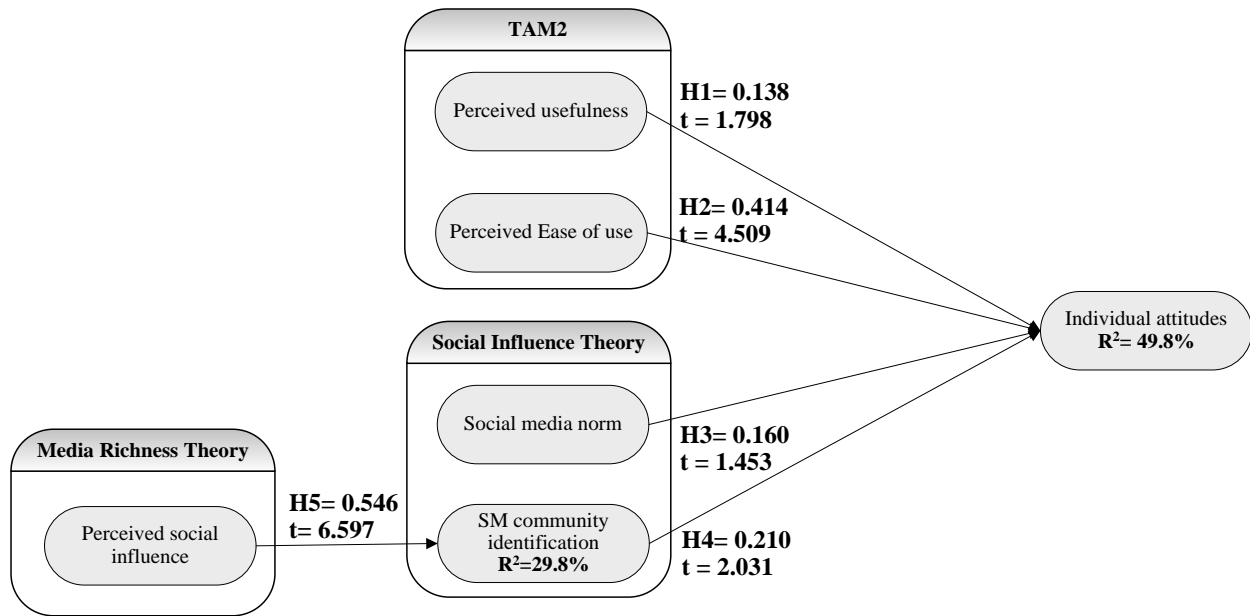 TAM2
Perceived usefulness
H1= 0.138
t = 1.798
Perceived Ease of use
H2= 0.414
t = 4.509
Individual attitudes
R²= 49.8%
Social Influence Theory
Social media norm
H3= 0.160
t = 1.453
Media Richness Theory
Perceived social
influence
H5= 0.546
t= 6.597
SM community
identification
R²=29.8%
H4= 0.210
t = 2.031